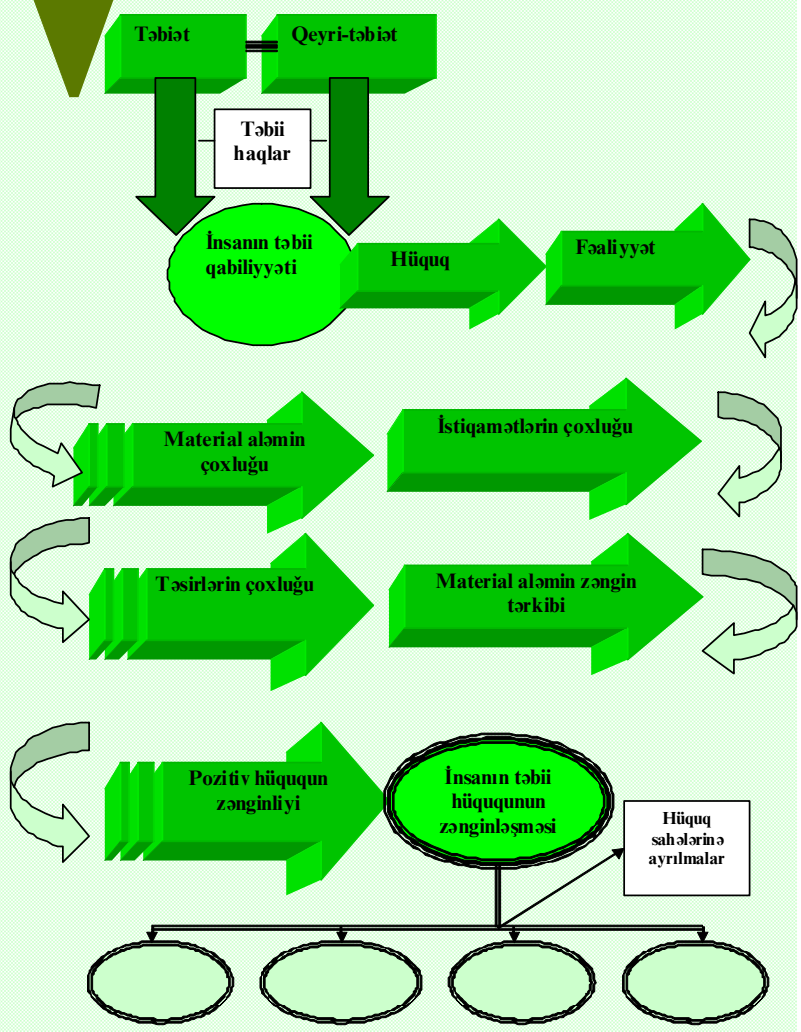 Təbiət
Qeyri-təbiət
Təbii
haqlar
İnsanın təbii
qabiliyyəti
Hüquq
Fəaliyyət
Material aləmin
çoxluğu
İstiqamətlərin çoxluğu
Təsirlərin çoxluğu
Material aləmin zəngin
tərkibi
Pozitiv hüququn
zənginliyi
İnsanın təbii
hüququnun
zənginləşməsi
Hüquq
sahələrinə
ayrılmalar